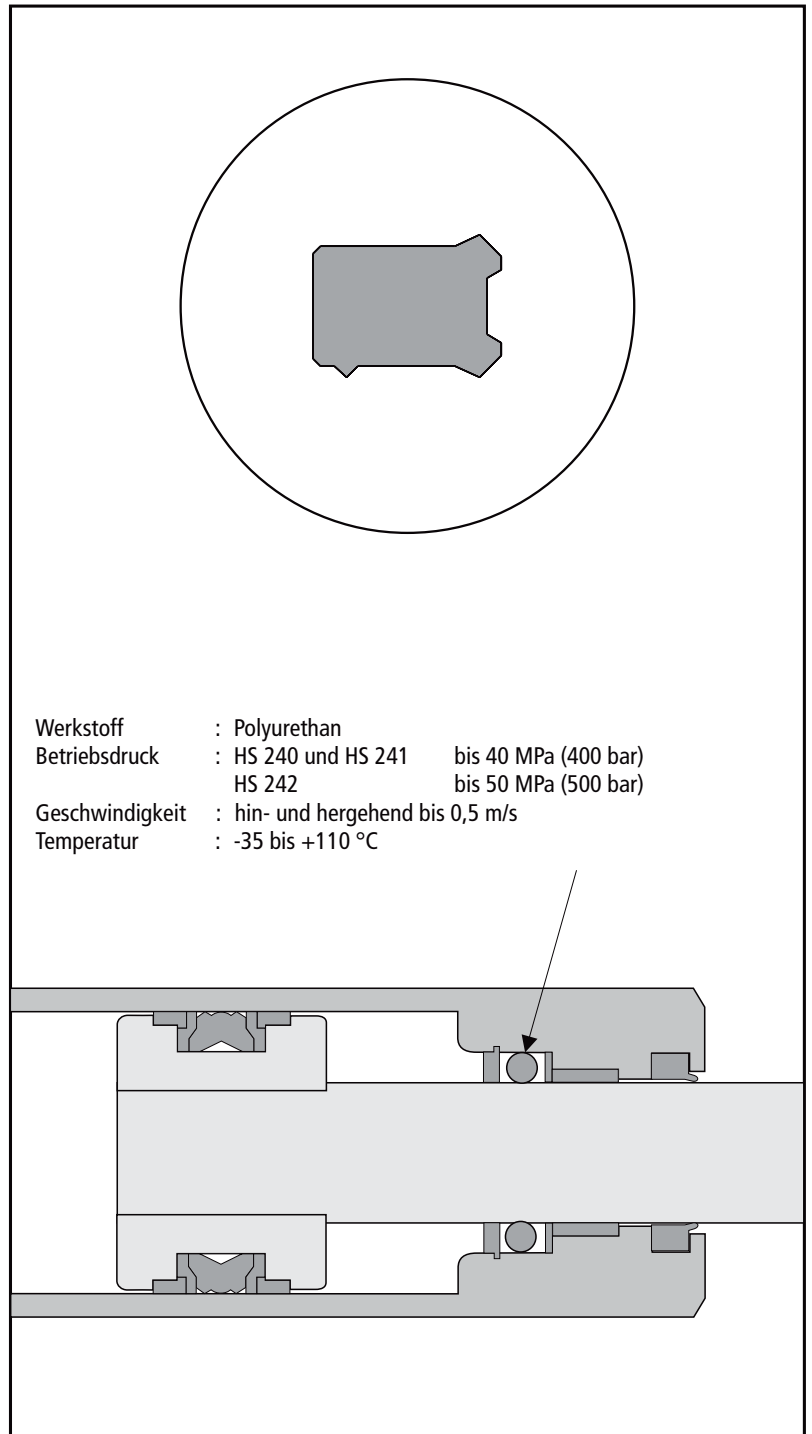 Werkstoff : Polyurethan
Betriebsdruck : HS 240 und HS 241 bis 40 MPa (400 bar)
HS 242 bis 50 MPa (500 bar)
Geschwindigkeit : hin- und hergehend bis 0,5 m/s
Temperatur : -35 bis +110 °C